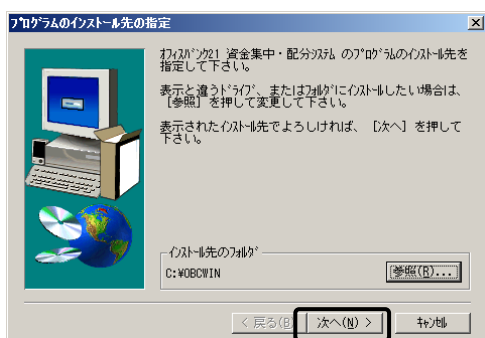 ﾌﾟﾛｸﾞﾗﾑのｲﾝｽﾄｰﾙ先の指定
ｵﾌｨｽﾊﾞﾝｸ21 資金集中・配分ｼｽﾃﾑ のﾌﾟﾛｸﾞﾗﾑのｲﾝｽﾄｰﾙ先を
指定して下さい。
表示と違うﾄﾞﾗｲﾌﾞ、またはﾌｫﾙﾀﾞにｲﾝｽﾄｰﾙしたい場合は、
［参照］を押して変更して下さい。
表示されたｲﾝｽﾄｰﾙ先でよろしければ、［次へ］を押して
下さい。
ｲﾝｽﾄｰﾙ先のﾌｫﾙﾀﾞ
C:¥OBCWIN
参照(R)...
< 戻る(B)
次へ(N) >
ｷｬﾝｾﾙ